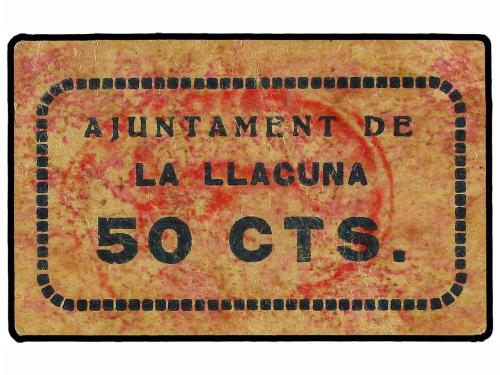 AJUNTAMENT DE
LA LLACUNA
50 CTS.